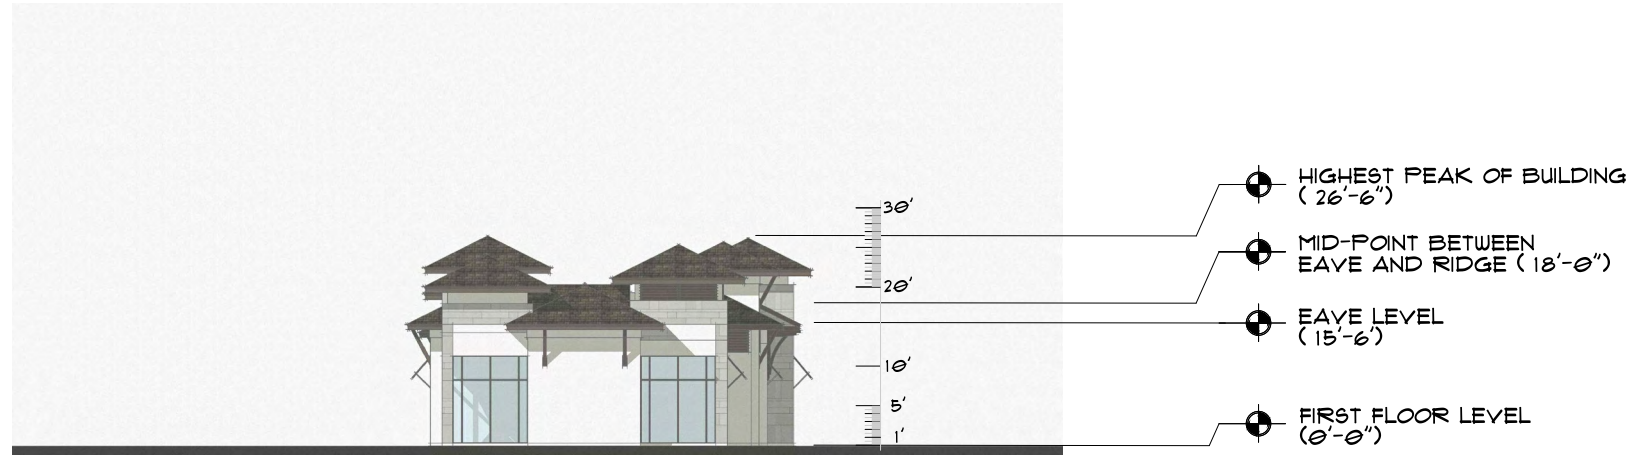 HIGHEST PEAK OF BUILDING
( 26'-6")
30'
MID-POINT BETWEEN
EAVE AND RIDGE ( 18'-0")
20'
EAVE LEVEL
( 15'-6')
10'
5'
FIRST FLOOR LEVEL
(0'-0")
1'